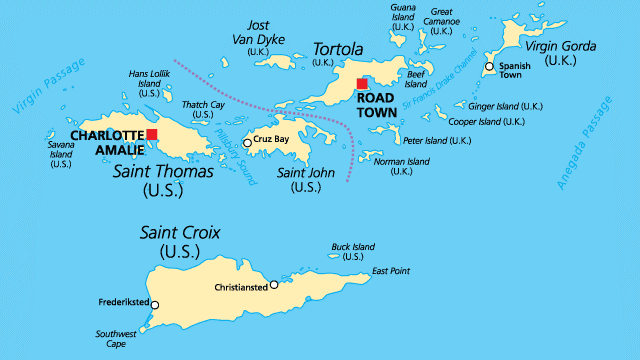 Guana
Island
(U.K.)
Great
Camanoe
(U.K.)
Jost
Van Dyke
(U.K.)
Tortola
(U.K.)
Virgin Gorda
(U.K.)
Spanish
Town
Beef
Island
Sir Francis Drake Channel
Virgin Passage
Hans Lollik
Island
(U.S.)
Thatch Cay
(U.S.)
ROAD
TOWN
Ginger Island (U.K.)
Cooper Island (U.K.)
Peter Island (U.K.)
Norman Island
(U.K.)
Anegada Passage
CHARLOTTE
AMALIE
Savana
Island
(U.S.)
Pillsbury Sound
Cruz Bay
Saint Thomas
(U.S.)
Saint John
(U.S.)
Saint Croix
(U.S.)
Buck Island
(U.S.)
East Point
Christiansted
Frederiksted
Southwest
Cape